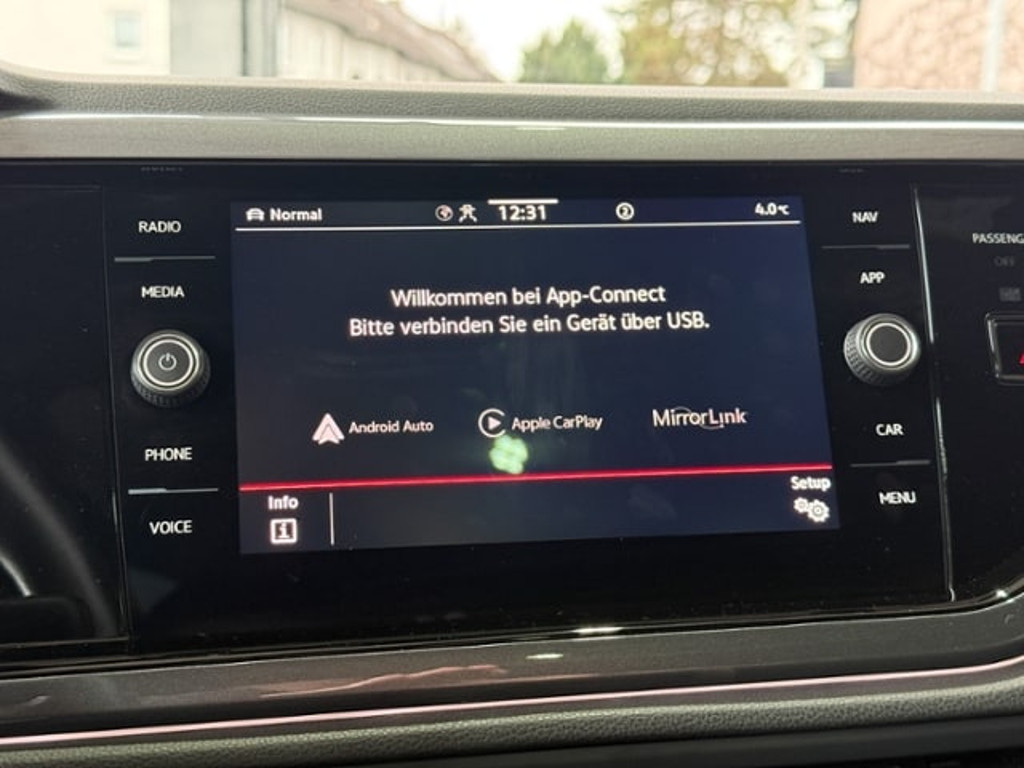 RADIO
MEDIA
PHONE
VOICE
Normal
12:31
2
4.0°C
Willkommen bei App-Connect
Bitte verbinden Sie ein Gerät über USB.
Android Auto
Apple CarPlay
MirrorLink
Info
i
Setup
NAV
APP
CAR
MENU
PASSENG
OFF